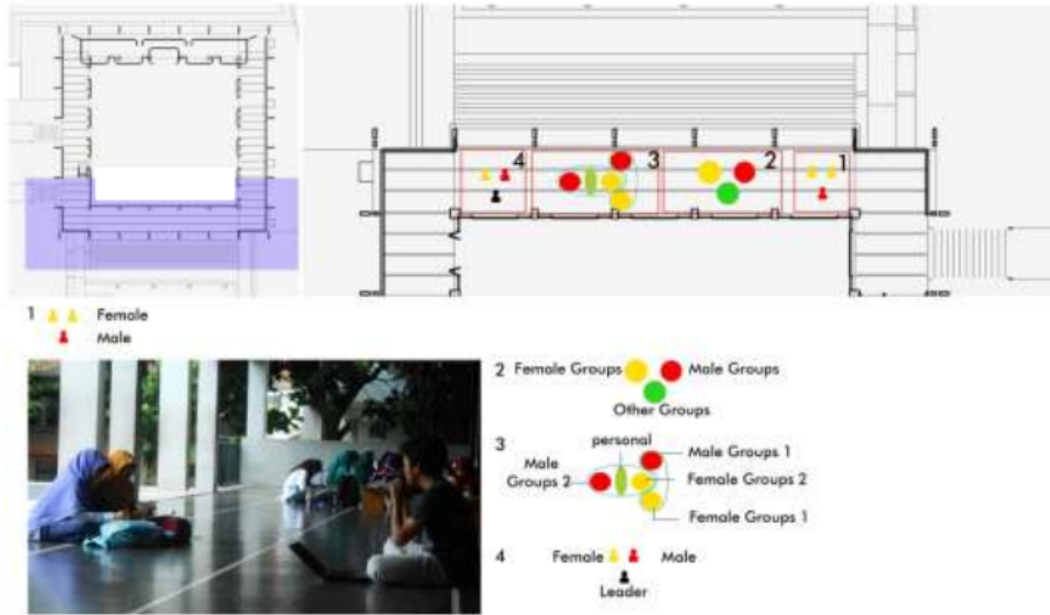 4 3 2 1
1 Female
Male
2 Female Groups Male Groups
Other Groups
3 personal
Male Groups 1
Male
Groups 2
Female Groups 2
Female Groups 1
4 Female Male
Leader